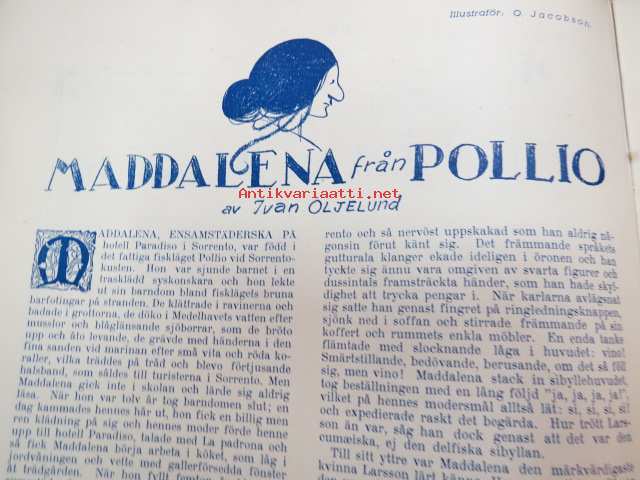 Illustratör: O. Jacobson.
MADDALENA från POLLIO
Antikvariaatti.net
av Ivan OLJELUND
MADDALENA, ENSAMSTÄDERSKA PÅ
hotell Paradiso i Sorrento, var född i
det fattiga fiskläget Pollio vid Sorrento-
kusten. Hon var sjunde barnet i en
trasklädd syskonskara och hon lekte
ut sin barndom bland fisklägets bruna
barfotingar på stranden. De klättrade i ravinerna och
badade i grottorna, de döko i Medelhavets vatten efter
musslor och blåglänsande sjöborrar, som de bröto
upp och åto levande, de grävde med händerna i den
fina sanden vid marinan efter små vita och röda ko-
raller, vilka träddes på tråd och blevo förtjusande
halsband, som såldes till turisterna i Sorrento. Men
Maddalena gick inte i skolan och lärde sig aldrig
läsa. När hon var tolv år tog barndomen slut; en
dag kammades hennes hår ut, hon fick en billig men
ren klädning på sig och hennes moder förde henne
upp till hotell Paradiso, talade med La padrona och
så fick Maddalena börja arbeta i köket, som låg i
jordvåningen och vette med gallerförsedda fönster
åt trädgården. När hon fyllt femton år
rento och så nervöst uppskakad som han aldrig nå-
gonsin förut känt sig. Det främmande språkets
gutturala klanger ekade ideligen i öronen och han
tyckte sig ännu vara omgiven av svarta figurer och
dussintals framsträckta händer, som han hade skyl-
dighet att trycka pengar i. När karlarna avlägsnat
sig satte han genast fingret på ringledningsknappen,
sjönk ned i soffan och stirrade främmande på sin
koffert och rummets enkla möbler. En enda tanke
flämtade med slocknande låga i huvudet: vino!
Smärtstillande, bedövande, berusande, om det så föll
sig, men vino! Maddalena stack in sibyllehuvudet,
tog beställningen med en lång följd "ja, ja, ja, ja!",
vilket på hennes modersmål alltså lät: si, si, si, si!
och expedierade raskt det begärda. Hur trött Lars-
son än var, såg han dock genast att det var den
cumæiska, ej den delfiska sibyllan.
Till sitt yttre var Maddalena den märkvärdigaste
kvinna Larsson lärt känna.